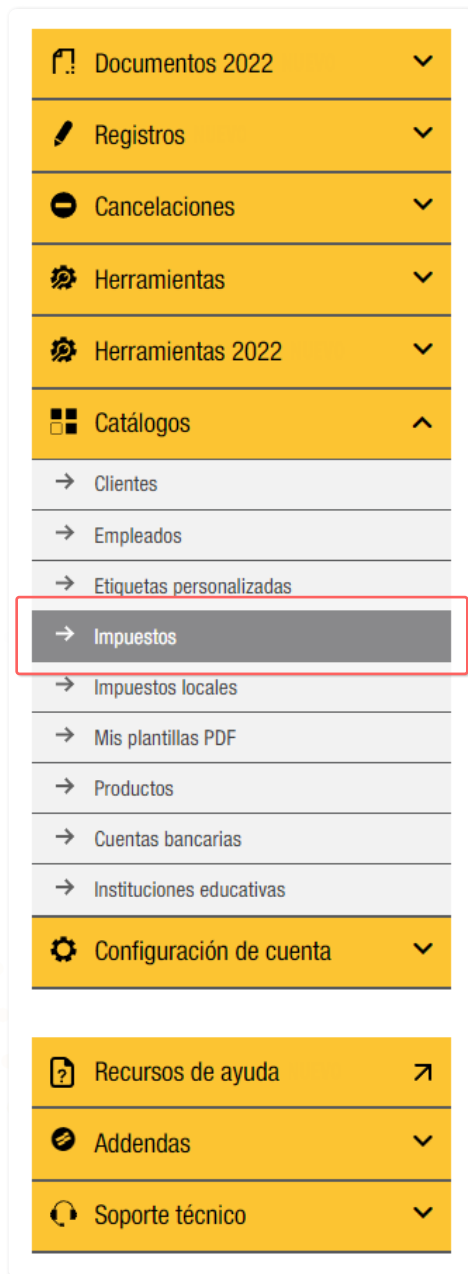 Documentos 2022
Registros
Cancelaciones
Herramientas
Herramientas 2022
Catálogos
Clientes
Empleados
Etiquetas personalizadas
Impuestos
Impuestos locales
Mis plantillas PDF
Productos
Cuentas bancarias
Instituciones educativas
Configuración de cuenta
Recursos de ayuda
Addendas
Soporte técnico